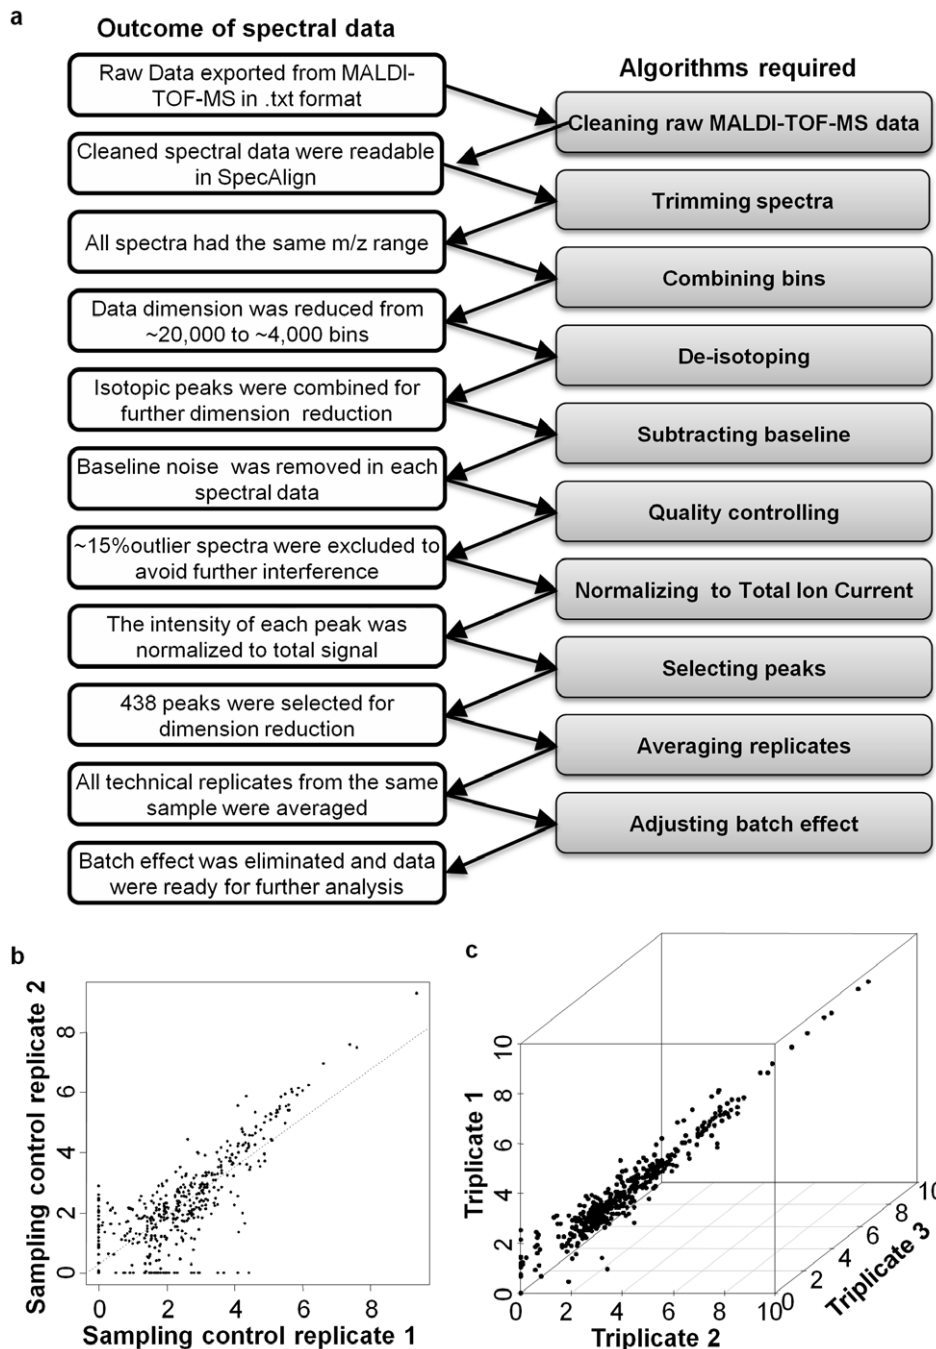 a
Outcome of spectral data
Algorithms required
Raw Data exported from MALDI-
TOF-MS in .txt format
Cleaning raw MALDI-TOF-MS data
Cleaned spectral data were readable
in SpecAlign
Trimming spectra
All spectra had the same m/z range
Combining bins
Data dimension was reduced from
~20,000 to ~4,000 bins
De-isotoping
Isotopic peaks were combined for
further dimension reduction
Subtracting baseline
Baseline noise was removed in each
spectral data
Quality controlling
~15%outlier spectra were excluded to
avoid further interference
Normalizing to Total Ion Current
The intensity of each peak was
normalized to total signal
Selecting peaks
438 peaks were selected for
dimension reduction
Averaging replicates
All technical replicates from the same
sample were averaged
Adjusting batch effect
Batch effect was eliminated and data
were ready for further analysis
b
Sampling control replicate 2
8
6
4
2
0
0 2 4 6 8
Sampling control replicate 1
c
Triplicate 1
10
8
6
4
2
0
0 2 4 6 8 10
Triplicate 2
0 2 4 6 8 10
Triplicate 3